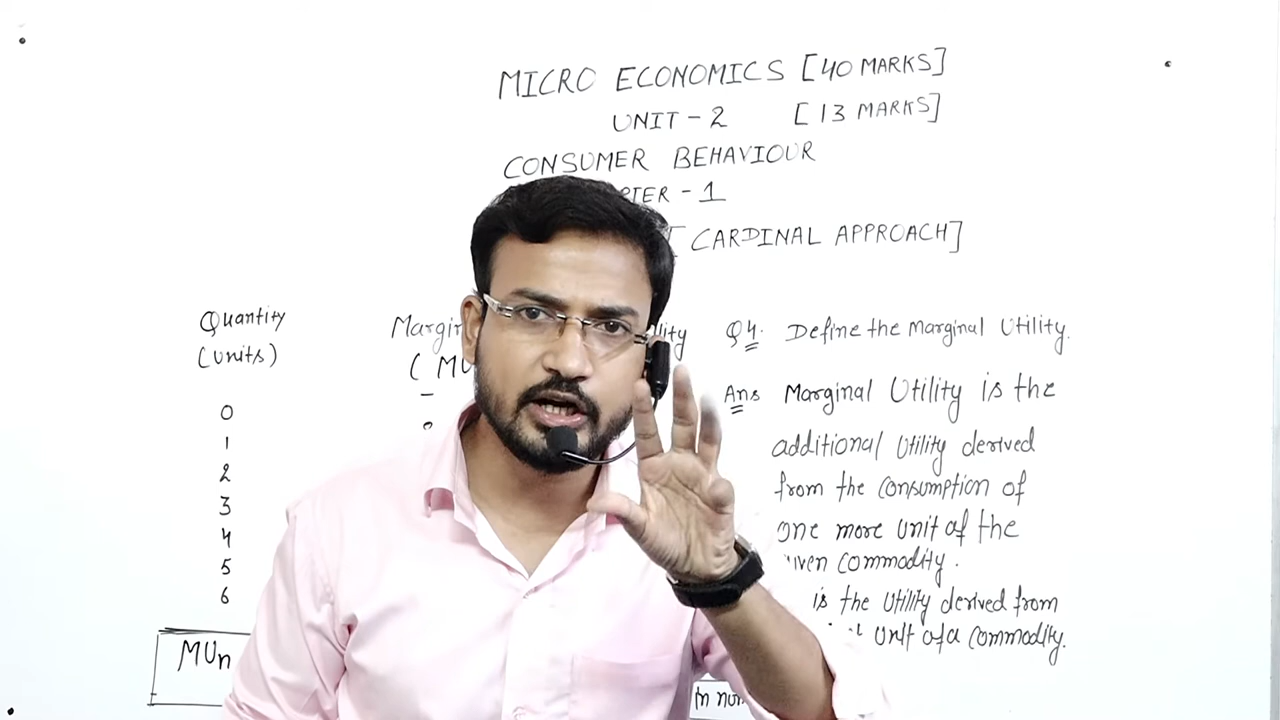 MICRO ECONOMICS [40 MARKS]
UNIT - 2 [13 MARKS]
CONSUMER BEHAVIOUR
- 1
CARDINAL APPROACH]
Quantity
(Units)
0
1
2
3
4
5
6
MUn
(MU
-
Q4. Define the Marginal Utility.
Ans Marginal Utility is the
additional Utility derived
from the Consumption of
one more unit of the
commodity.
is the Utility derived from
unit of a Commodity.